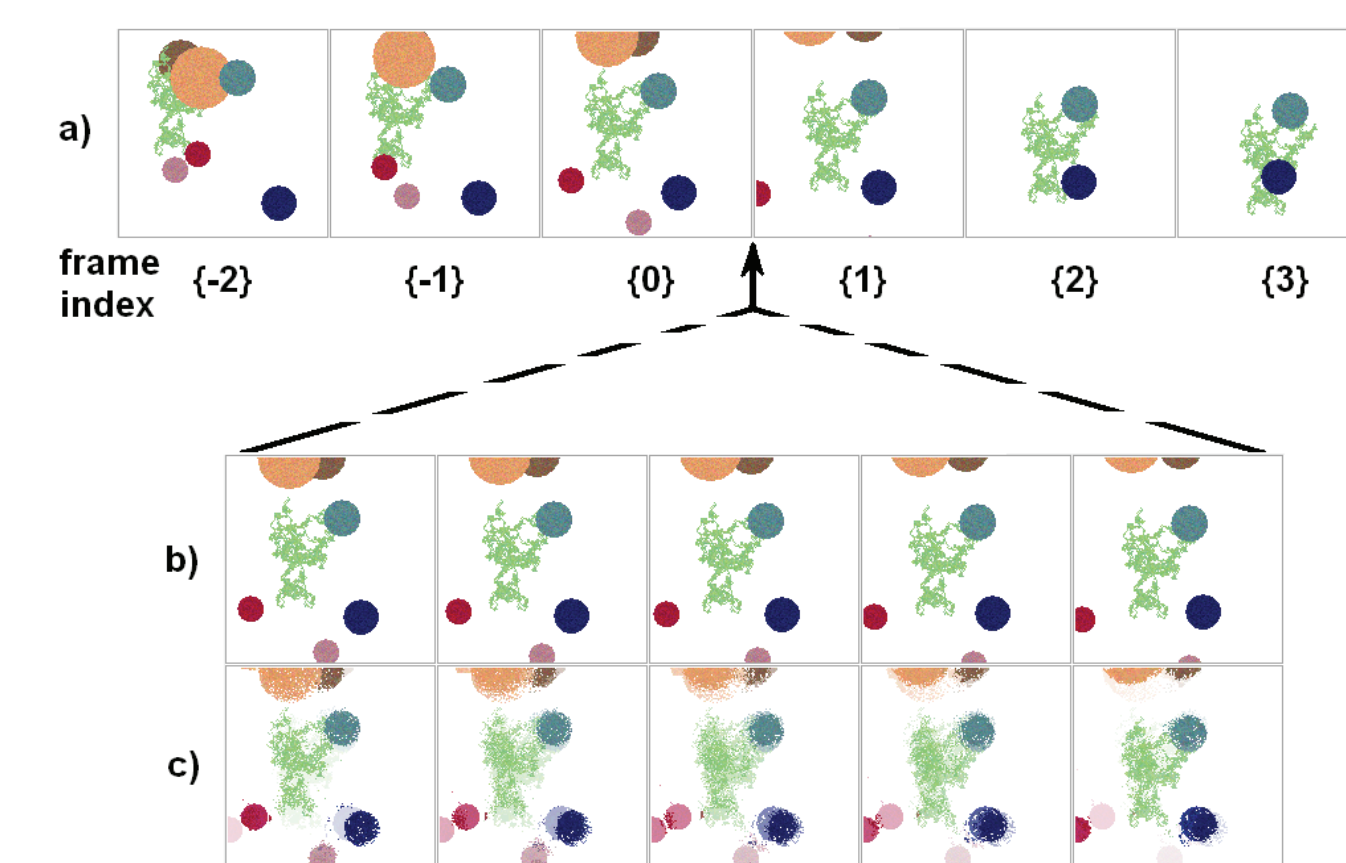 a)
frame
index
{-2} {-1} {0} {1} {2} {3}
b)
c)